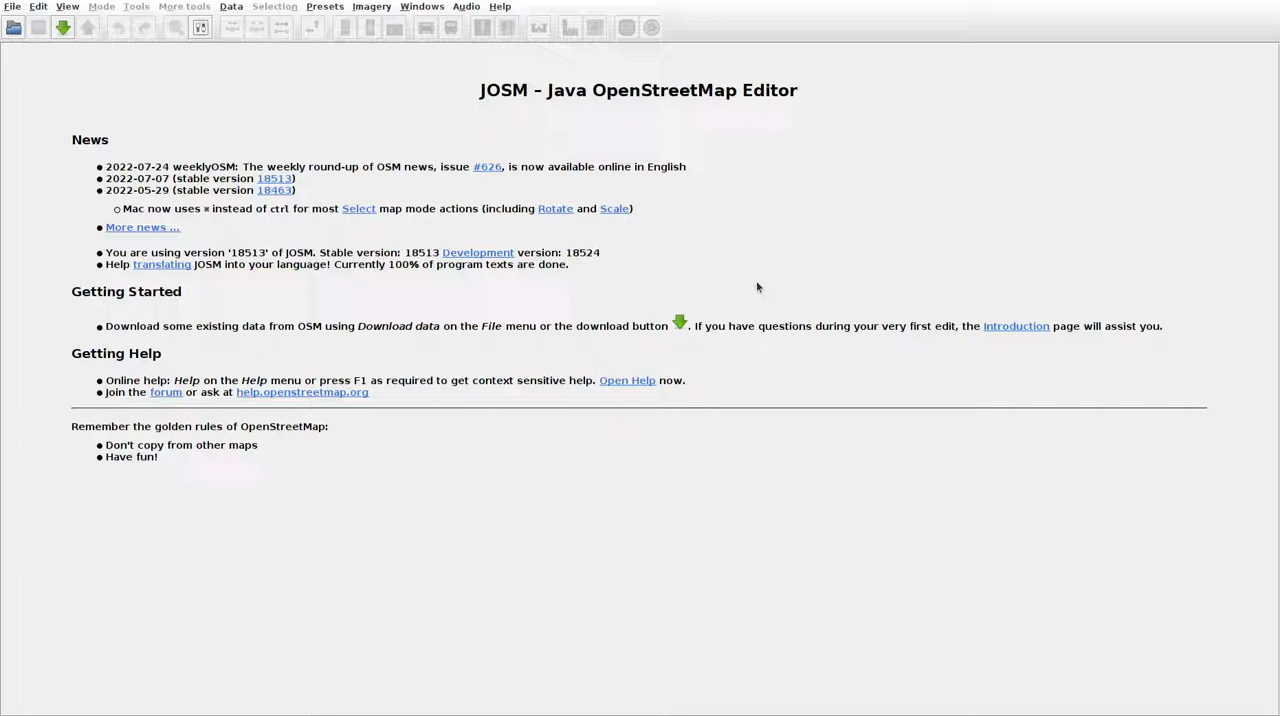 File Edit View Mode Tools More tools Data Selection Presets Imagery Windows Audio Help
JOSM – Java OpenStreetMap Editor
News
2022-07-24 weeklyOSM: The weekly round-up of OSM news, issue #626, is now available online in English
2022-07-07 (stable version 18513)
2022-05-29 (stable version 18463)
Mac now uses ⌘ instead of ctrl for most Select map mode actions (including Rotate and Scale)
More news ...
You are using version '18513' of JOSM. Stable version: 18513 Development version: 18524
Help translating JOSM into your language! Currently 100% of program texts are done.
Getting Started
Download some existing data from OSM using Download data on the File menu or the download button . If you have questions during your very first edit, the Introduction page will assist you.
Getting Help
Online help: Help on the Help menu or press F1 as required to get context sensitive help. Open Help now.
Join the forum or ask at help.openstreetmap.org
Remember the golden rules of OpenStreetMap:
Don't copy from other maps
Have fun!